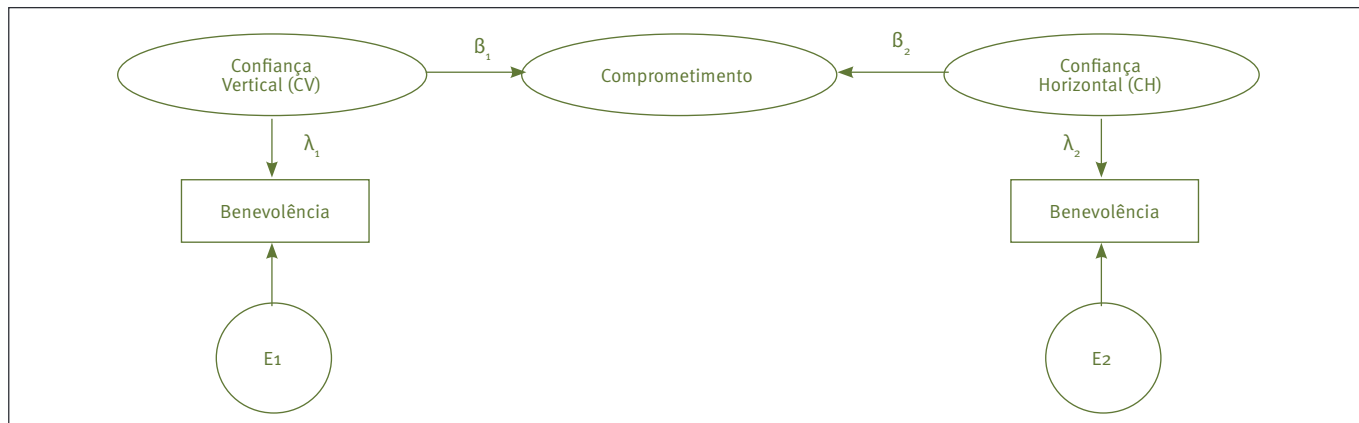 Confiança
Vertical (CV)
β₁
Comprometimento
β₂
Confiança
Horizontal (CH)
λ₁
λ₂
Benevolência
Benevolência
E1
E2